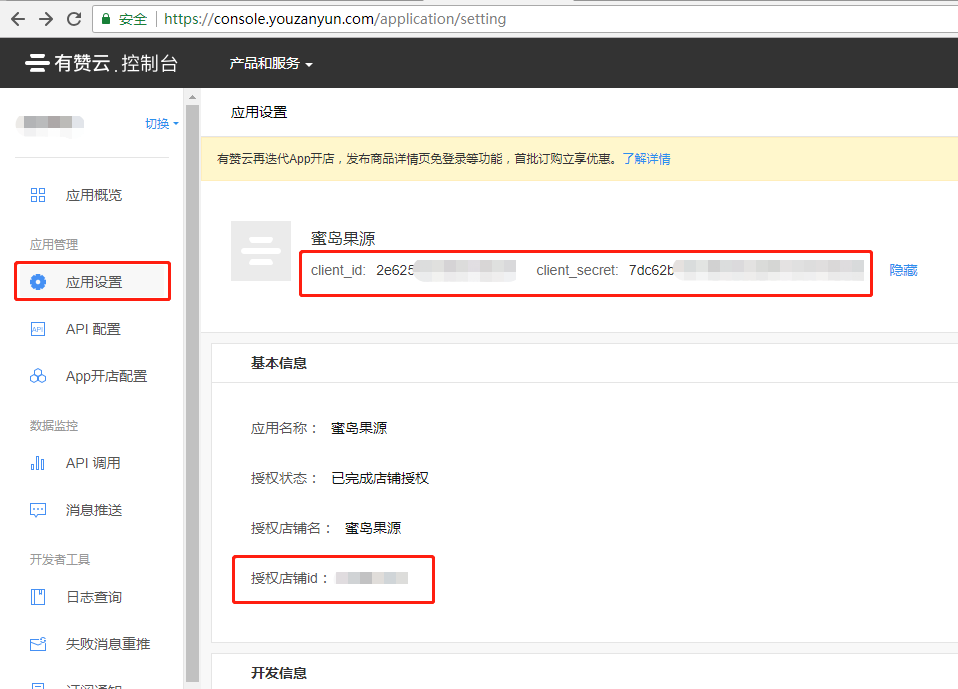 安全 https://console.youzanyun.com/application/setting
有赞云.控制台 产品和服务
切换
应用概览
应用管理
应用设置
API 配置
App开店配置
数据监控
API 调用
消息推送
开发者工具
日志查询
失败消息重推
订阅通知
应用设置
有赞云再迭代App开店，发布商品详情页免登录等功能，首批订购立享优惠。了解详情
蜜岛果源
client_id: 2e625 client_secret: 7dc62b 隐藏
基本信息
应用名称： 蜜岛果源
授权状态： 已完成店铺授权
授权店铺名： 蜜岛果源
授权店铺id：
开发信息